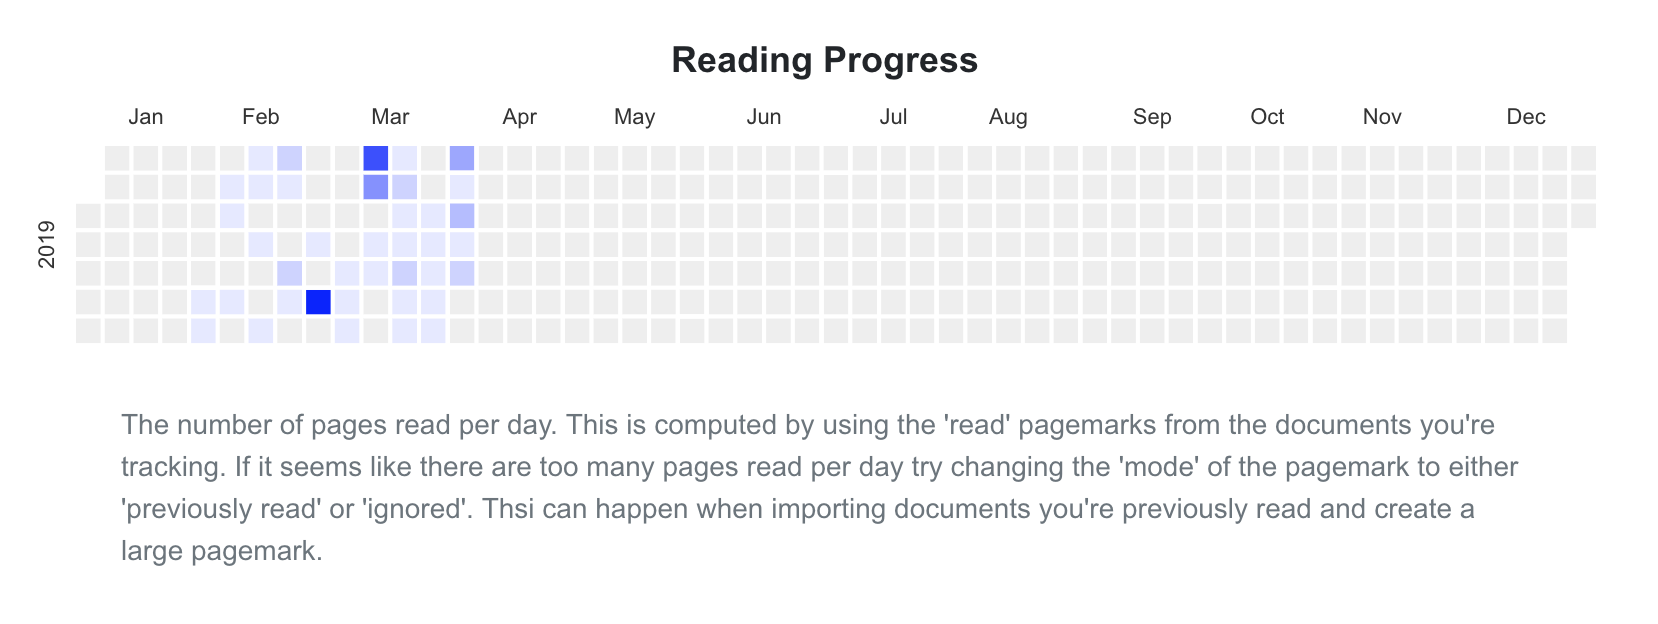 Reading Progress
Jan Feb Mar Apr May Jun Jul Aug Sep Oct Nov Dec
2019
The number of pages read per day. This is computed by using the 'read' pagemarks from the documents you're
tracking. If it seems like there are too many pages read per day try changing the 'mode' of the pagemark to either
'previously read' or 'ignored'. Thsi can happen when importing documents you're previously read and create a
large pagemark.